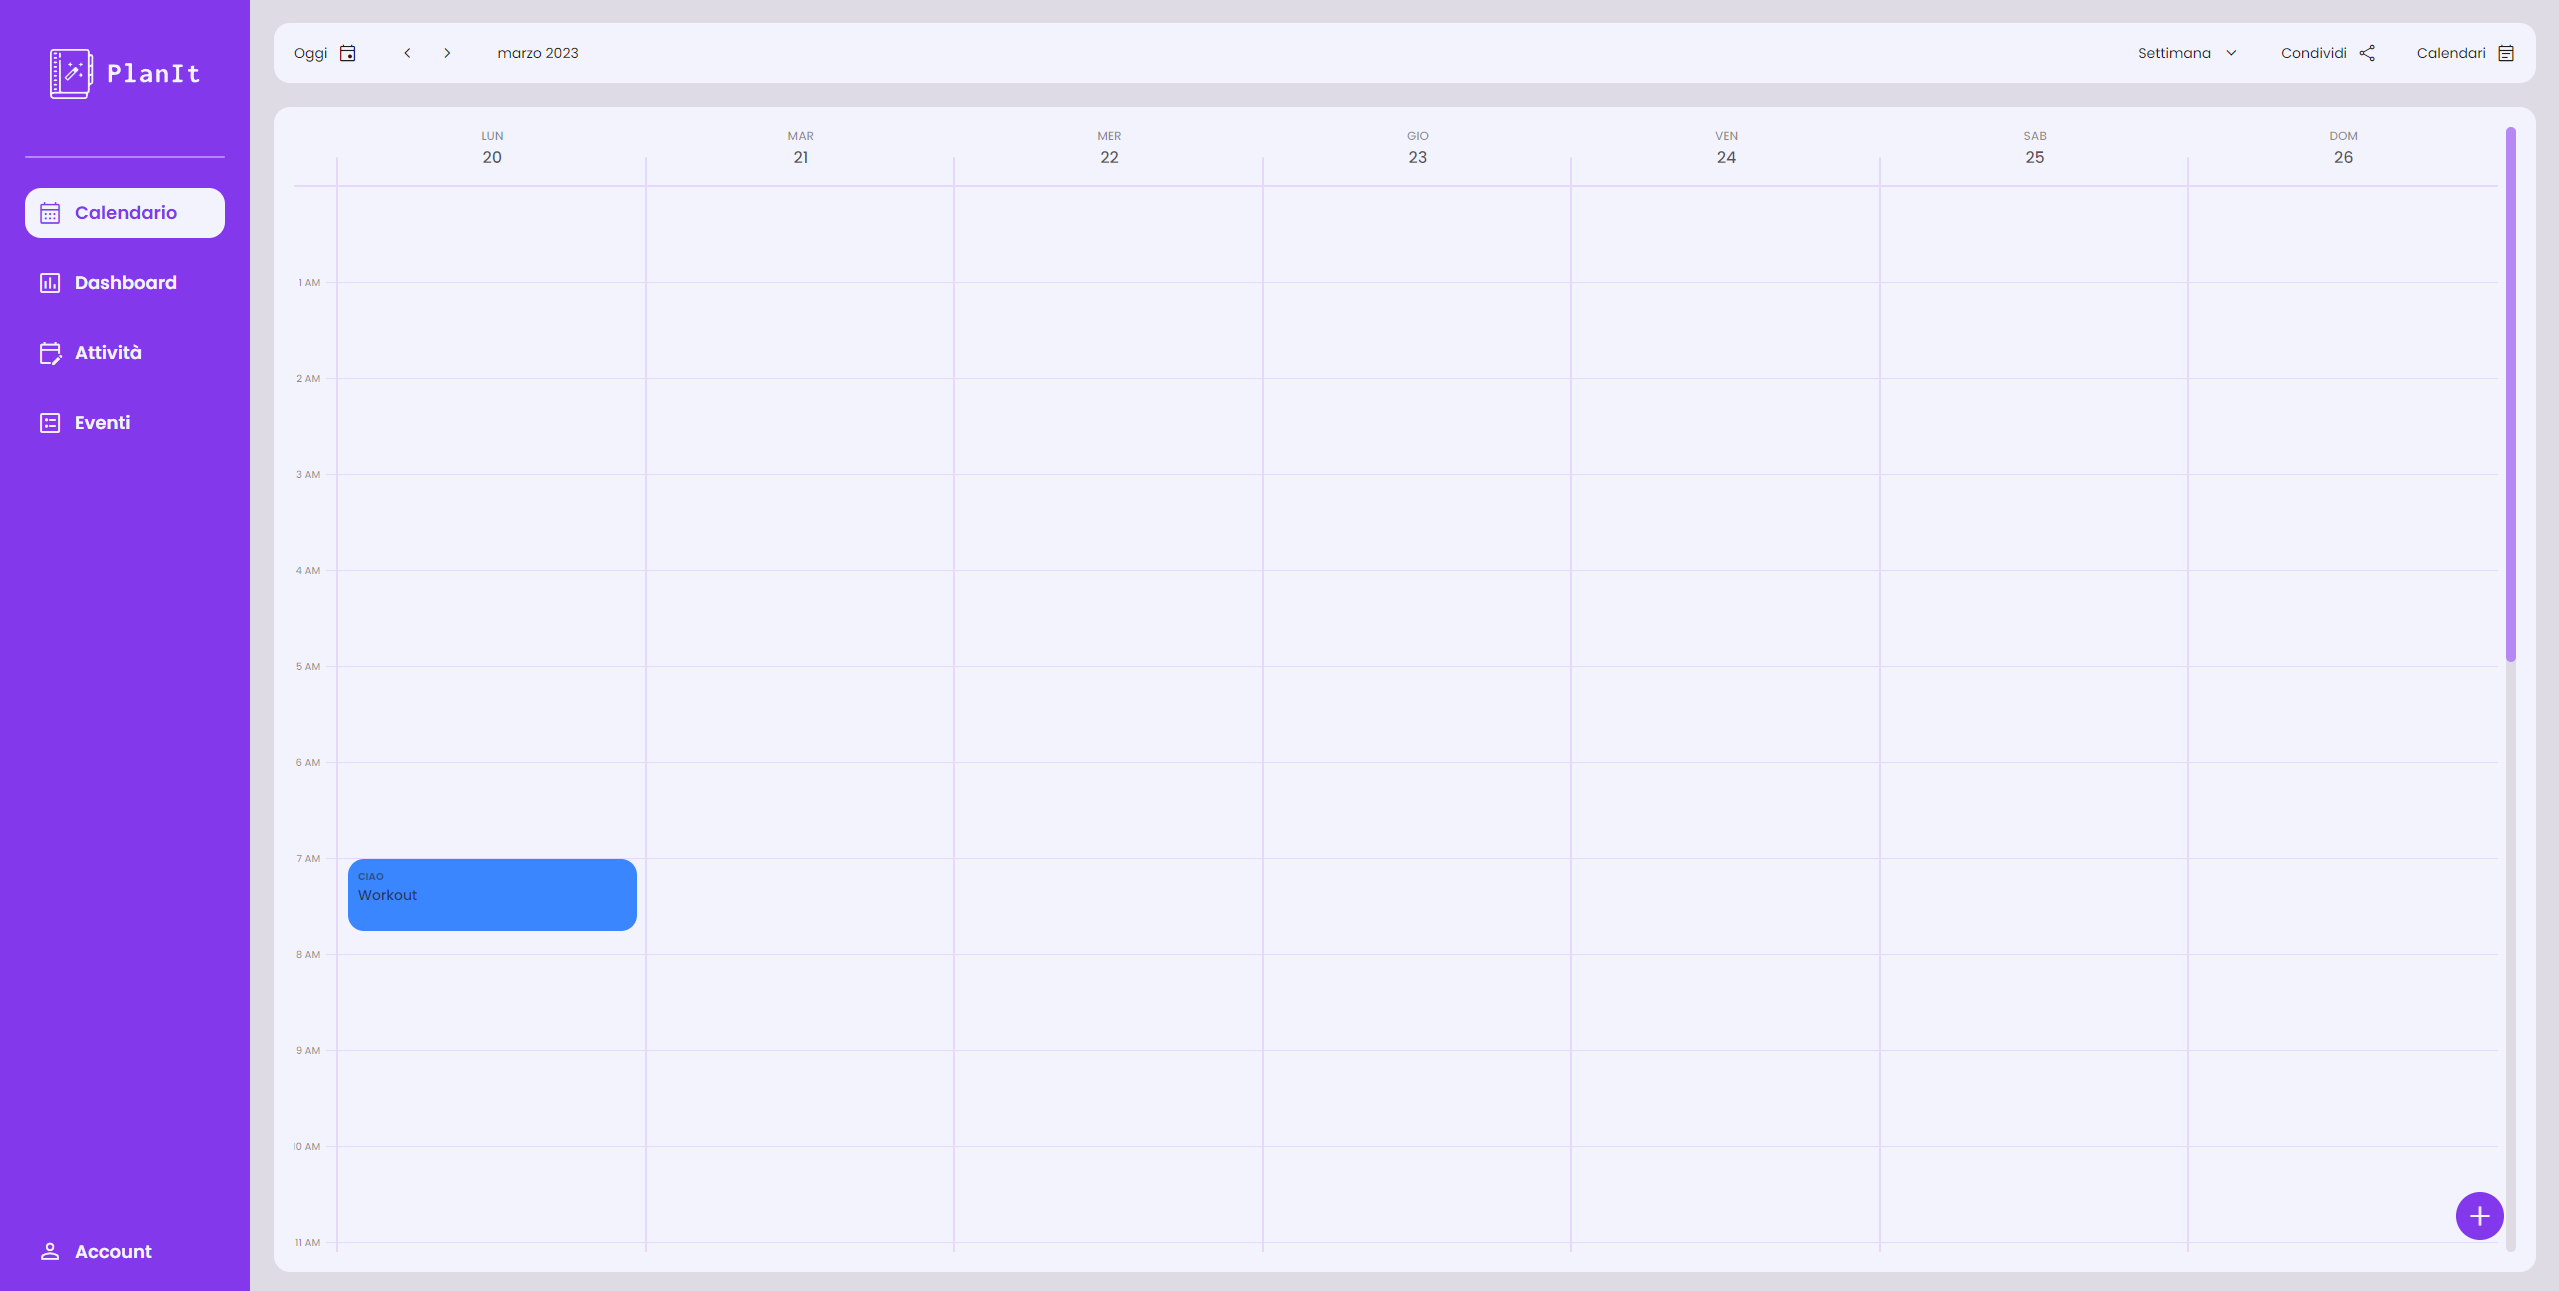 PlanIt
Calendario
Dashboard
Attività
Eventi
Account
Oggi
marzo 2023
Settimana
Condividi
Calendari
LUN MAR MER GIO VEN SAB DOM
20 21 22 23 24 25 26
1 AM
2 AM
3 AM
4 AM
5 AM
6 AM
7 AM
CIAO
Workout
8 AM
9 AM
10 AM
11 AM